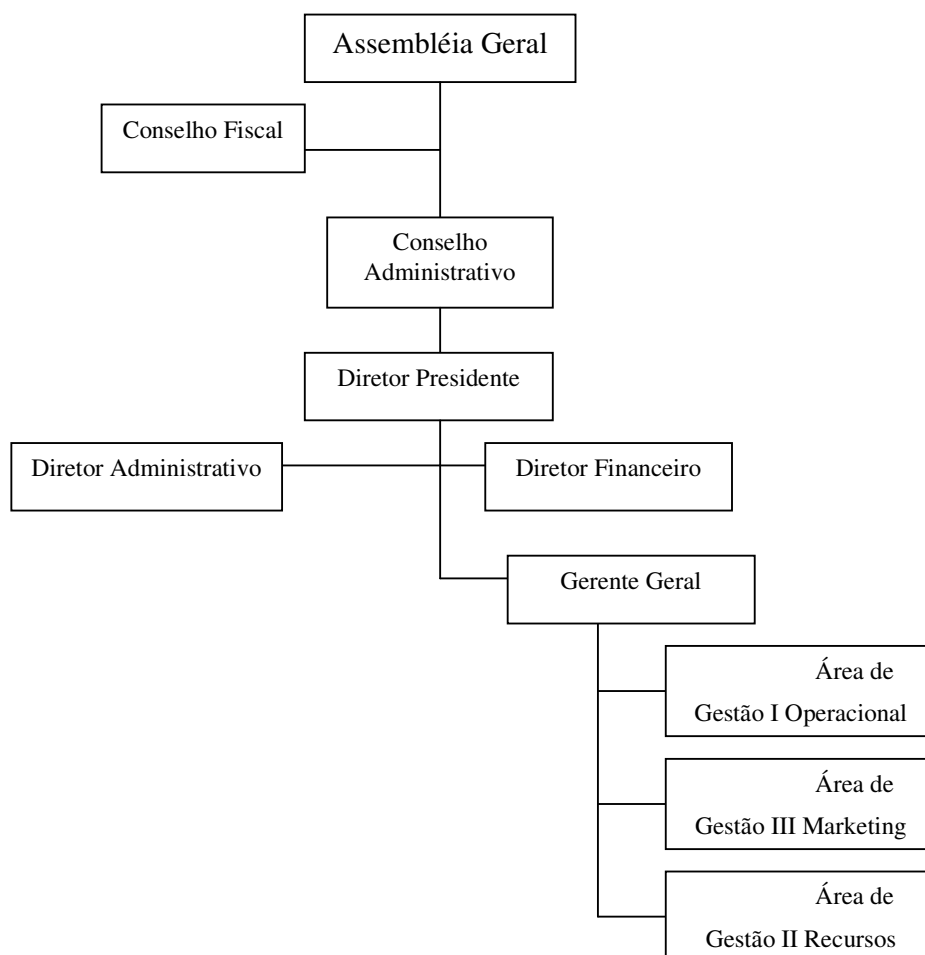 Assembléia Geral
Conselho Fiscal
Conselho
Administrativo
Diretor Presidente
Diretor Administrativo
Diretor Financeiro
Gerente Geral
Área de
Gestão I Operacional
Área de
Gestão III Marketing
Área de
Gestão II Recursos